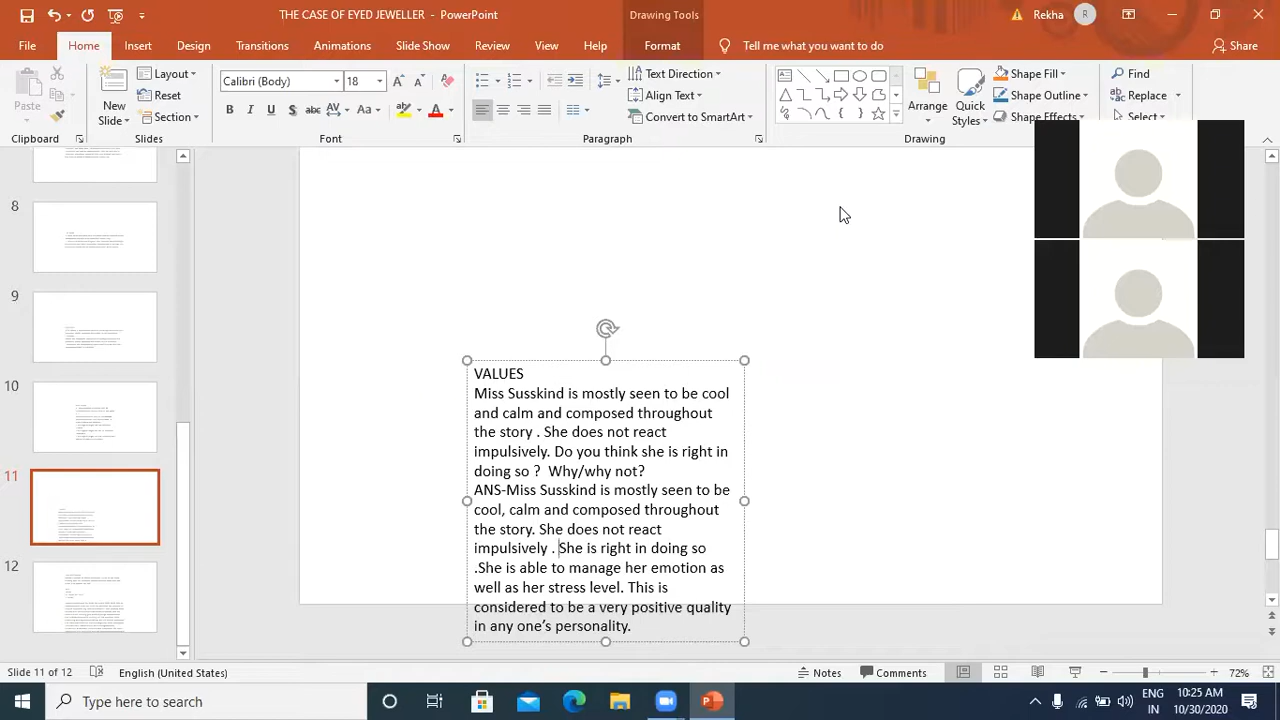 THE CASE OF EYED JEWELLER - PowerPoint
Drawing Tools
Rekha
R
File
Home
Insert
Design
Transitions
Animations
Slide Show
Review
View
Help
Format
Tell me what you want to do
Share
Paste
New
Slide
Layout
Reset
Section
Calibri (Body)
18
B I U S abc AV Aa
A
Text Direction
Align Text
Convert to SmartArt
Arrange
Quick
Styles
Shape Fill
Shape Outline
Shape Effects
Find
Replace
Select
Clipboard
Slides
Font
Paragraph
Drawing
8
9
10
11
12
VALUES
Miss Susskind is mostly seen to be cool
and calm and composed throughout
the story . She does not react
impulsively. Do you think she is right in
doing so ? Why/why not?
ANS-Miss Susskind is mostly seen to be
cool, calm and composed throughout
the story. She does not react
impulsively . She is right in doing so
.She is able to manage her emotion as
well as her stress level. This is
considered to be a very positive quality
in any one's personality.
Slide 11 of 12
English (United States)
Notes
Comments
72%
Type here to search
ENG
IN
10:25 AM
10/30/2020